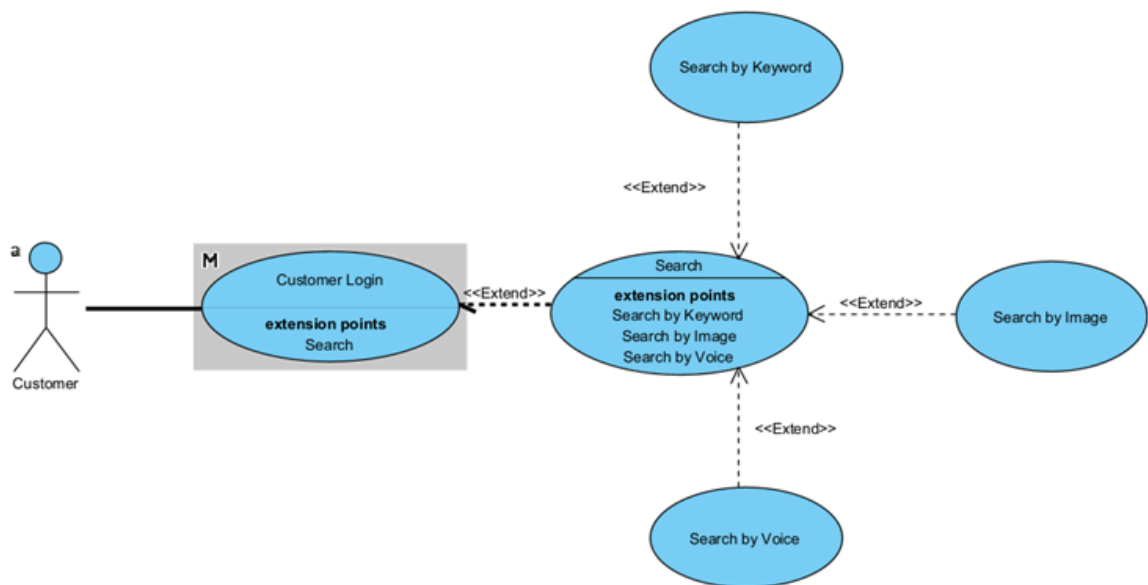 Search by Keyword
<<Extend>>
a
M
Customer Login
extension points
Search
Customer
<<Extend>>
Search
extension points
Search by Keyword
Search by Image
Search by Voice
<<Extend>>
Search by Image
<<Extend>>
Search by Voice